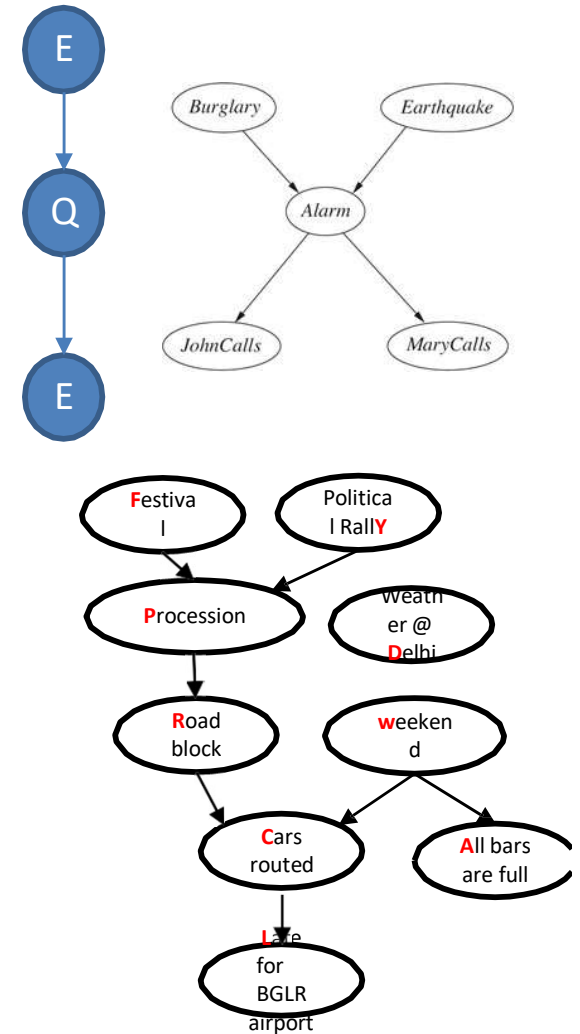 E
Q
E
Burglary
Earthquake
Alarm
JohnCalls
MaryCalls
Festiva
l
Politica
l RallY
Procession
Weath
er @
Delhi
Road
block
weeken
d
Cars
routed
All bars
are full
Late
for
BGLR
airport